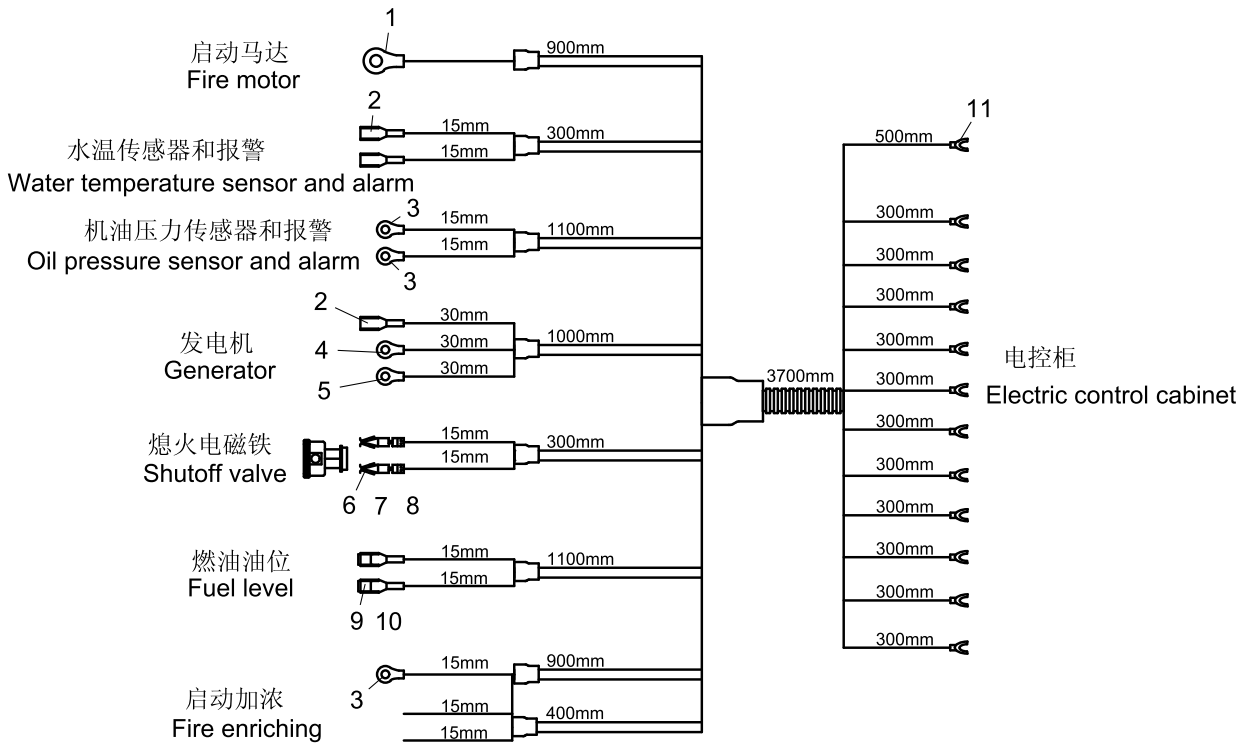 1
启动马达
Fire motor
900mm
2
水温传感器和报警
Water temperature sensor and alarm
15mm
15mm
300mm
3
机油压力传感器和报警
Oil pressure sensor and alarm
15mm
15mm
1100mm
3
2
发电机
Generator
4
5
30mm
30mm
30mm
1000mm
熄火电磁铁
Shutoff valve
15mm
15mm
300mm
6 7 8
燃油油位
Fuel level
15mm
15mm
1100mm
9 10
启动加浓
Fire enriching
3
15mm
900mm
15mm
15mm
400mm
3700mm
11
500mm
300mm
300mm
300mm
300mm
300mm
300mm
300mm
300mm
300mm
300mm
300mm
电控柜
Electric control cabinet